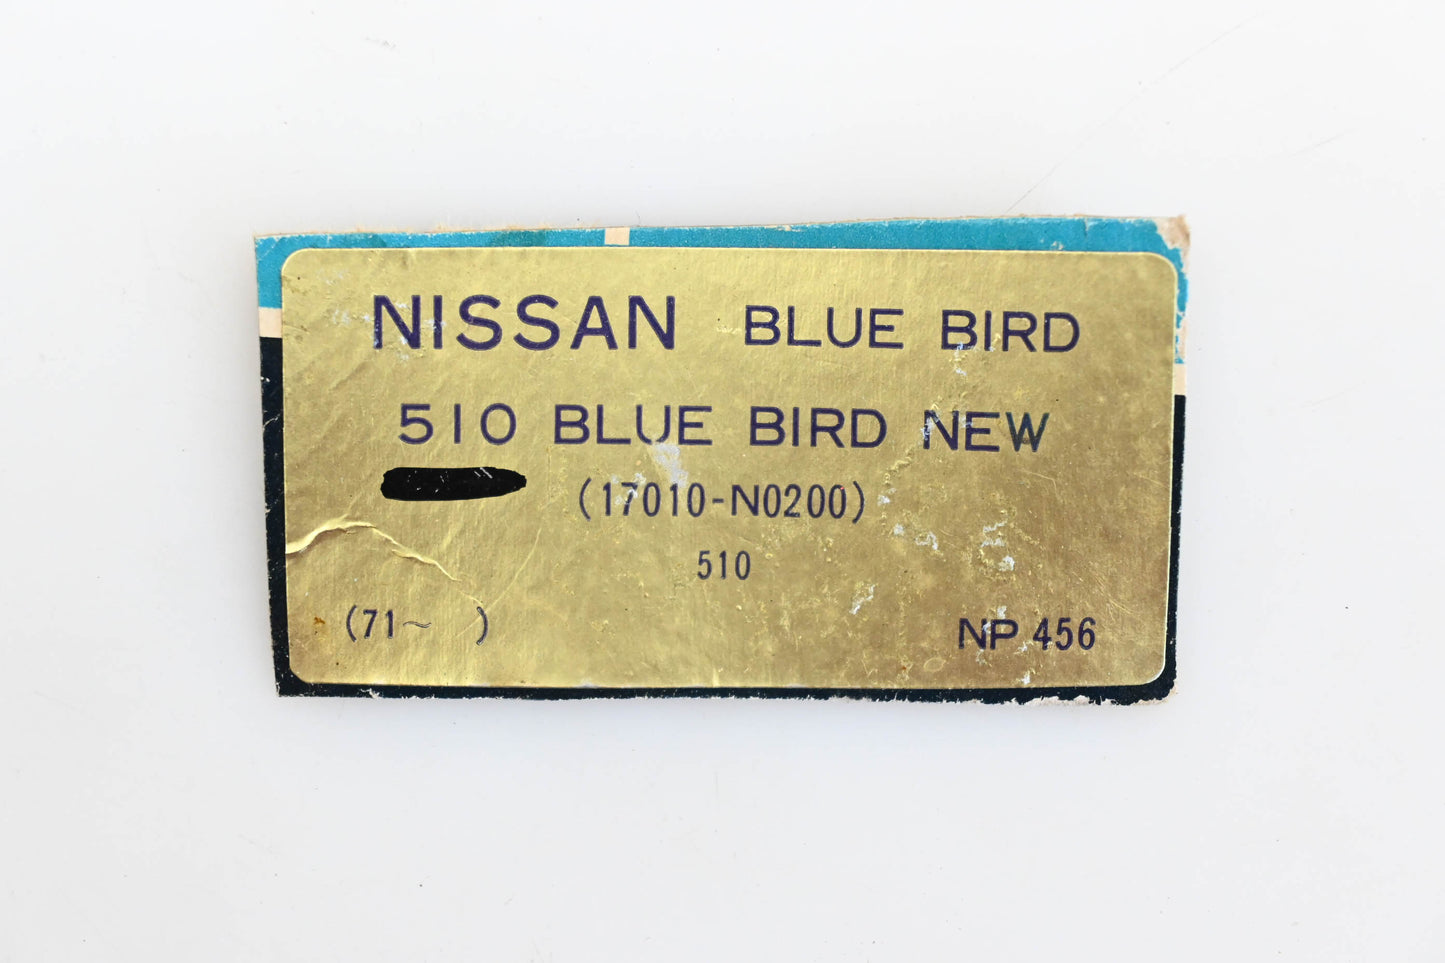 NISSAN BLUE BIRD
510 BLUE BIRD NEW
(17010-N0200)
510
(71~ )
NP 456